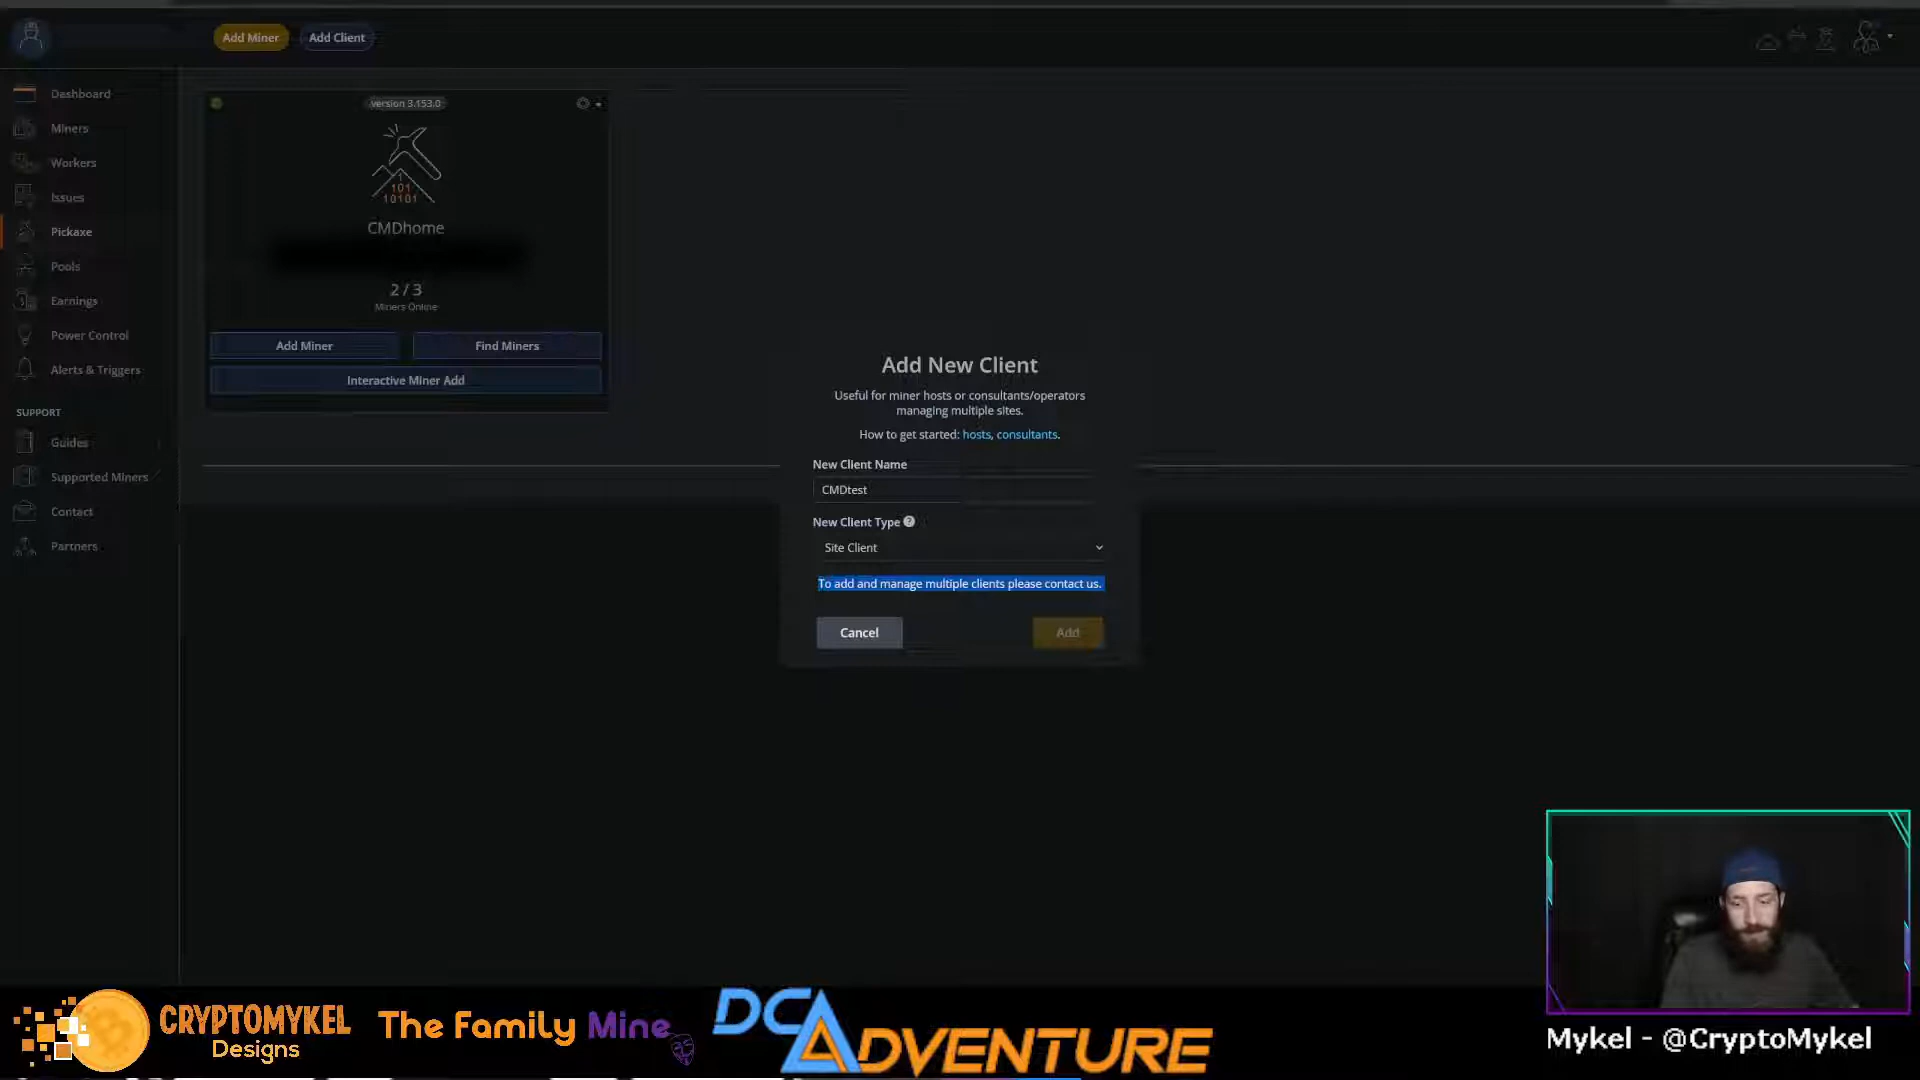 Add Miner
Add Client
Dashboard
Miners
Workers
Issues
Pickaxe
Pools
Earnings
Power Control
Alerts & Triggers
SUPPORT
Guides
Supported Miners
Contact
Partners
version 3.153.0
1
101
10101
CMDhome
2 / 3
Miners Online
Add Miner
Find Miners
Interactive Miner Add
Add New Client
Useful for miner hosts or consultants/operators
managing multiple sites.
How to get started: hosts, consultants.
New Client Name
CMDtest
New Client Type ?
Site Client
To add and manage multiple clients please contact us.
Cancel
Add
CRYPTOMYKEL
Designs
The Family Mine
DCADVENTURE
Mykel - @CryptoMykel